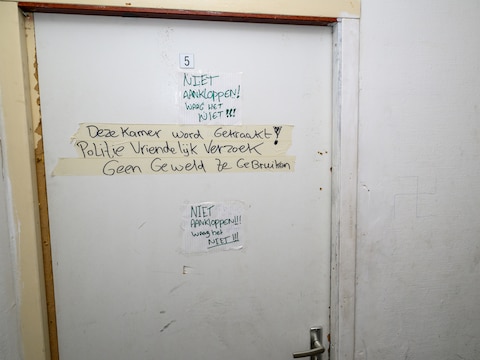 5
NIET
AANKLOPPEN!
WAAG HET
NIET!!!
Deze Kamer word Gekraakt!
Politie Vriendelijk Verzoek
Geen Geweld te Gebruiken
NIET
AANKLOPPEN!!!
waag het
NIET!!!